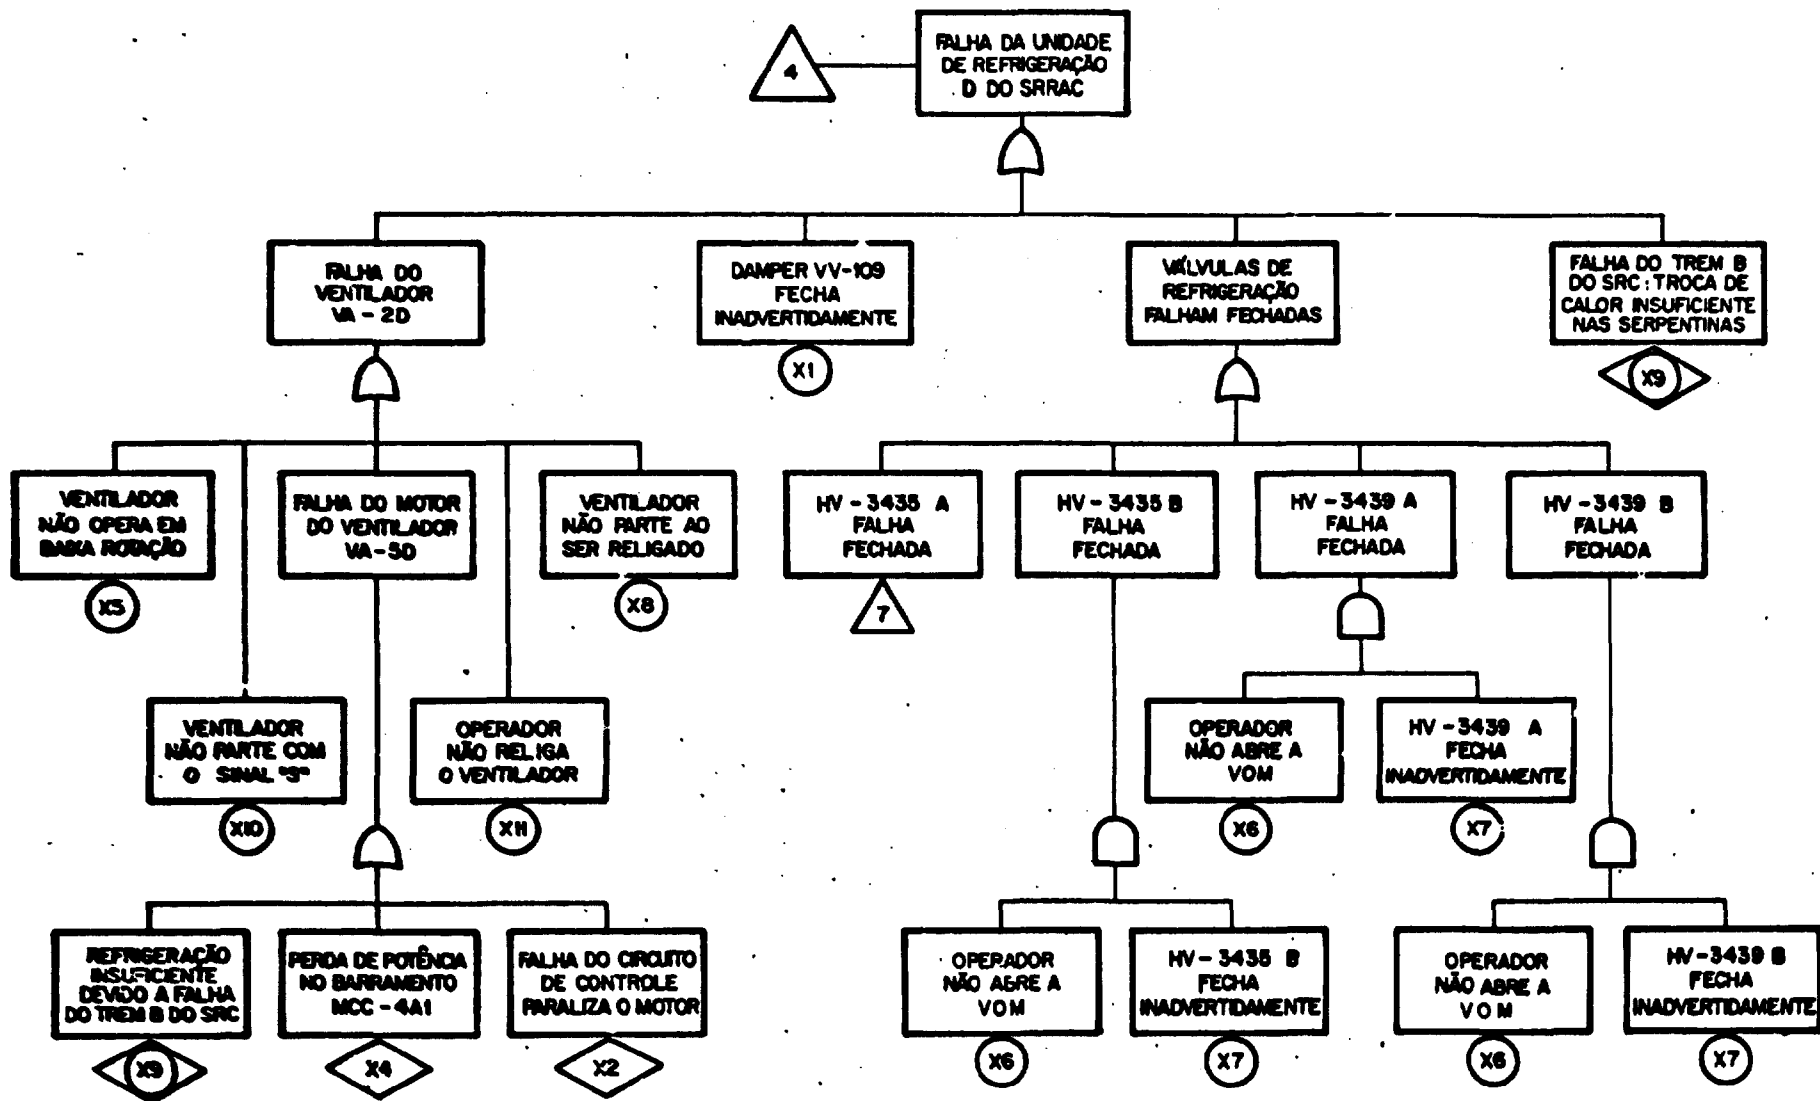 4
FALHA DA UNIDADE
DE REFRIGERAÇÃO
D DO SRRAC
FALHA DO
VENTILADOR
VA - 2D
DAMPER VV-109
FECHA
INADVERTIDAMENTE
X1
VÁLVULAS DE
REFRIGERAÇÃO
FALHAM FECHADAS
FALHA DO TREM B
DO SRC : TROCA DE
CALOR INSUFICIENTE
NAS SERPENTINAS
X9
VENTILADOR
NÃO OPERA EM
BAIXA ROTAÇÃO
X5
FALHA DO MOTOR
DO VENTILADOR
VA - 5D
VENTILADOR
NÃO PARTE AO
SER RELIGADO
X8
HV - 3435 A
FALHA
FECHADA
7
HV - 3435 B
FALHA
FECHADA
HV - 3439 A
FALHA
FECHADA
HV - 3439 B
FALHA
FECHADA
VENTILADOR
NÃO PARTE COM
O SINAL "S"
X10
OPERADOR
NÃO RELIGA
O VENTILADOR
X11
OPERADOR
NÃO ABRE A
VOM
X6
HV - 3439 A
FECHA
INADVERTIDAMENTE
X7
REFRIGERAÇÃO
INSUFICIENTE
DEVIDO A FALHA
DO TREM B DO SRC
X9
PERDA DE POTÊNCIA
NO BARRAMENTO
MCC - 4A1
X4
FALHA DO CIRCUITO
DE CONTROLE
PARALIZA O MOTOR
X2
OPERADOR
NÃO ABRE A
VOM
X6
HV - 3435 B
FECHA
INADVERTIDAMENTE
X7
OPERADOR
NÃO ABRE A
VOM
X6
HV - 3439 B
FECHA
INADVERTIDAMENTE
X7